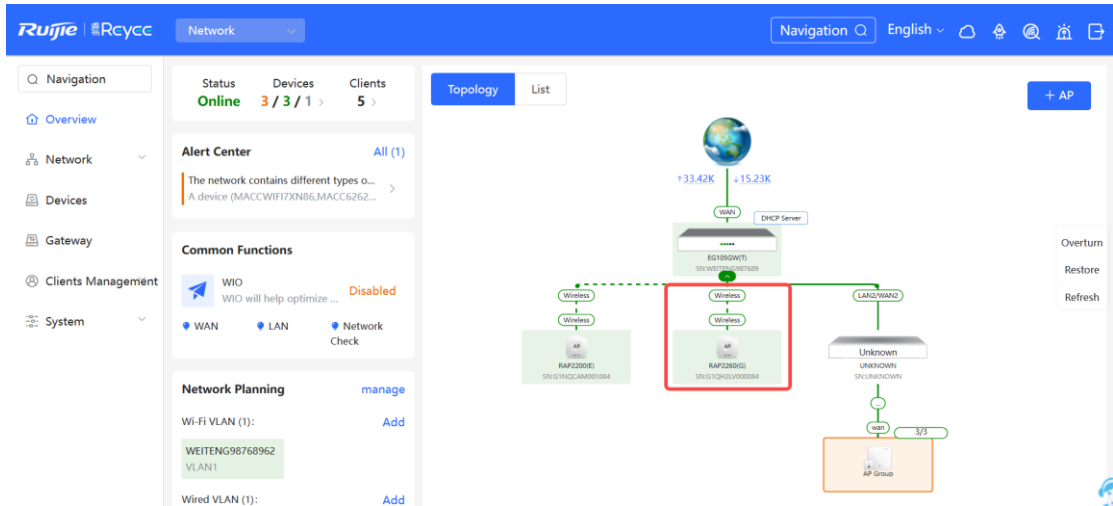 Ruijie Rcycc
Network
Navigation
English
Navigation
Overview
Network
Devices
Gateway
Clients Management
System
Status Devices Clients
Online 3 / 3 / 1 > 5 >
Alert Center All (1)
The network contains different types o...
A device (MACCWIFI7XN86,MACC6262...
Common Functions
WIO
WIO will help optimize ... Disabled
WAN LAN Network
Check
Network Planning manage
Wi-Fi VLAN (1): Add
WEITENG98768962
VLAN1
Wired VLAN (1): Add
Topology List
+ AP
↑33.42K ↓15.23K
WAN
DHCP Server
EG105GW(T)
SN:WEITENG987689
Wireless Wireless LAN2/WAN2
Wireless Wireless
AP AP
RAP2200(E) RAP2260(G)
SN:G1NQCAM001084 SN:G1QH2LV000084
Unknown
UNKNOWN
SN:UNKNOWN
...
wan 3/3
AP Group
Overturn
Restore
Refresh